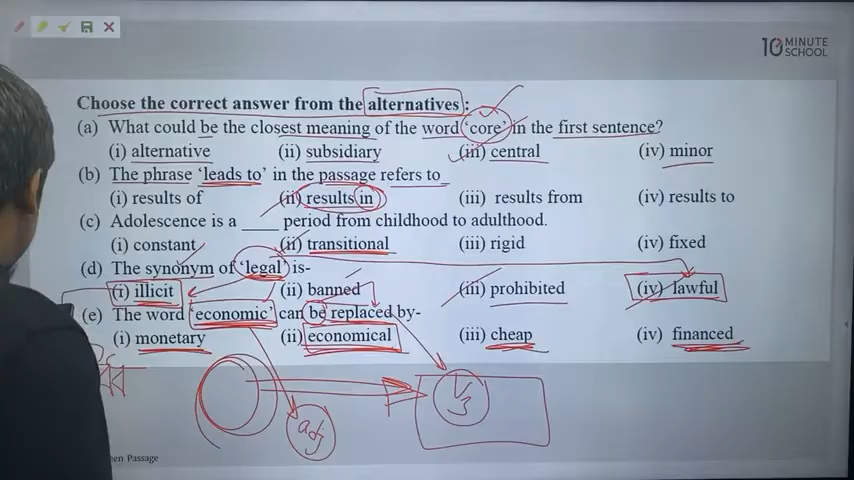 10 MINUTE SCHOOL
Choose the correct answer from the alternatives :
(a) What could be the closest meaning of the word 'core' in the first sentence?
(i) alternative (ii) subsidiary (iii) central (iv) minor
(b) The phrase 'leads to' in the passage refers to
(i) results of (ii) results in (iii) results from (iv) results to
(c) Adolescence is a ____ period from childhood to adulthood.
(i) constant (ii) transitional (iii) rigid (iv) fixed
(d) The synonym of 'legal' is-
(i) illicit (ii) banned (iii) prohibited (iv) lawful
(e) The word 'economic' can be replaced by-
(i) monetary (ii) economical (iii) cheap (iv) financed
adj
V3
Passage